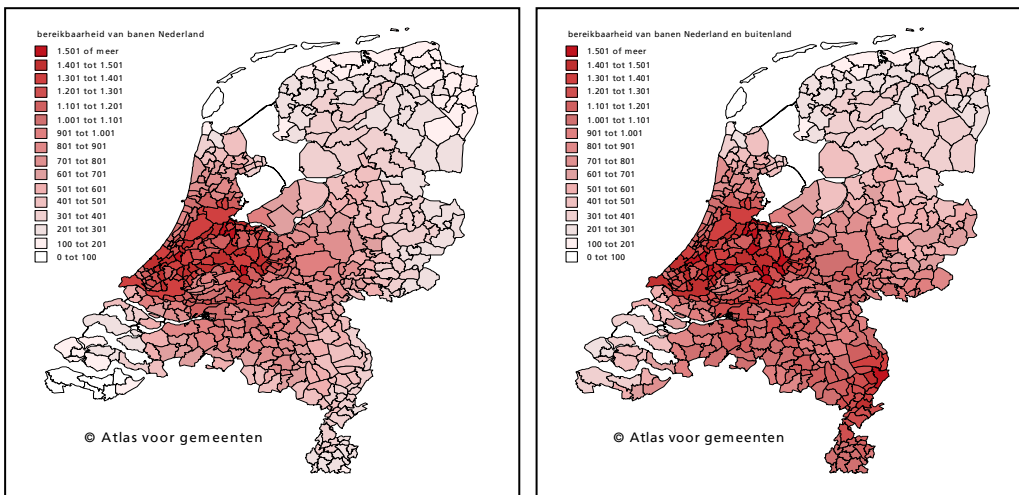 bereikbaarheid van banen Nederland
1.501 of meer
1.401 tot 1.501
1.301 tot 1.401
1.201 tot 1.301
1.101 tot 1.201
1.001 tot 1.101
901 tot 1.001
801 tot 901
701 tot 801
601 tot 701
501 tot 601
401 tot 501
301 tot 401
201 tot 301
100 tot 201
0 tot 100
© Atlas voor gemeenten
bereikbaarheid van banen Nederland en buitenland
1.501 of meer
1.401 tot 1.501
1.301 tot 1.401
1.201 tot 1.301
1.101 tot 1.201
1.001 tot 1.101
901 tot 1.001
801 tot 901
701 tot 801
601 tot 701
501 tot 601
401 tot 501
301 tot 401
201 tot 301
100 tot 201
0 tot 100
© Atlas voor gemeenten